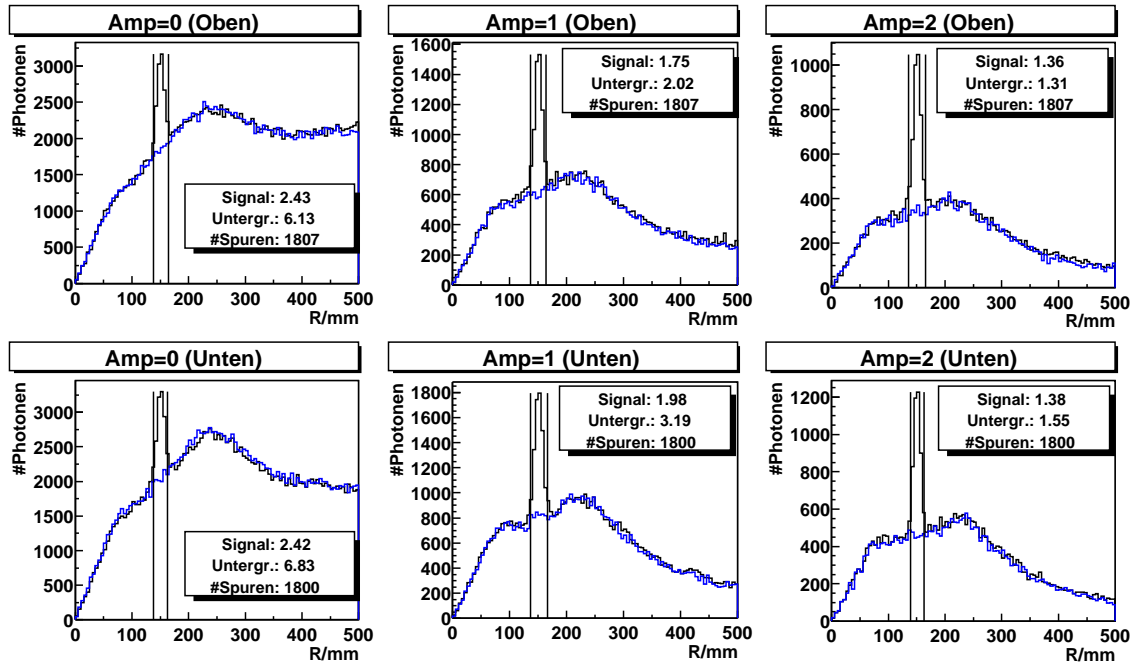 Amp=0 (Oben)
#Photonen
3000
2500
2000
1500
1000
500
0
Signal: 2.43
Untergr.: 6.13
#Spuren: 1807
0 100 200 300 400 500
R/mm
Amp=1 (Oben)
#Photonen
1600
1400
1200
1000
800
600
400
200
0
Signal: 1.75
Untergr.: 2.02
#Spuren: 1807
0 100 200 300 400 500
R/mm
Amp=2 (Oben)
#Photonen
1000
800
600
400
200
0
Signal: 1.36
Untergr.: 1.31
#Spuren: 1807
0 100 200 300 400 500
R/mm
Amp=0 (Unten)
#Photonen
3000
2500
2000
1500
1000
500
0
Signal: 2.42
Untergr.: 6.83
#Spuren: 1800
0 100 200 300 400 500
R/mm
Amp=1 (Unten)
#Photonen
1800
1600
1400
1200
1000
800
600
400
200
0
Signal: 1.98
Untergr.: 3.19
#Spuren: 1800
0 100 200 300 400 500
R/mm
Amp=2 (Unten)
#Photonen
1200
1000
800
600
400
200
0
Signal: 1.38
Untergr.: 1.55
#Spuren: 1800
0 100 200 300 400 500
R/mm